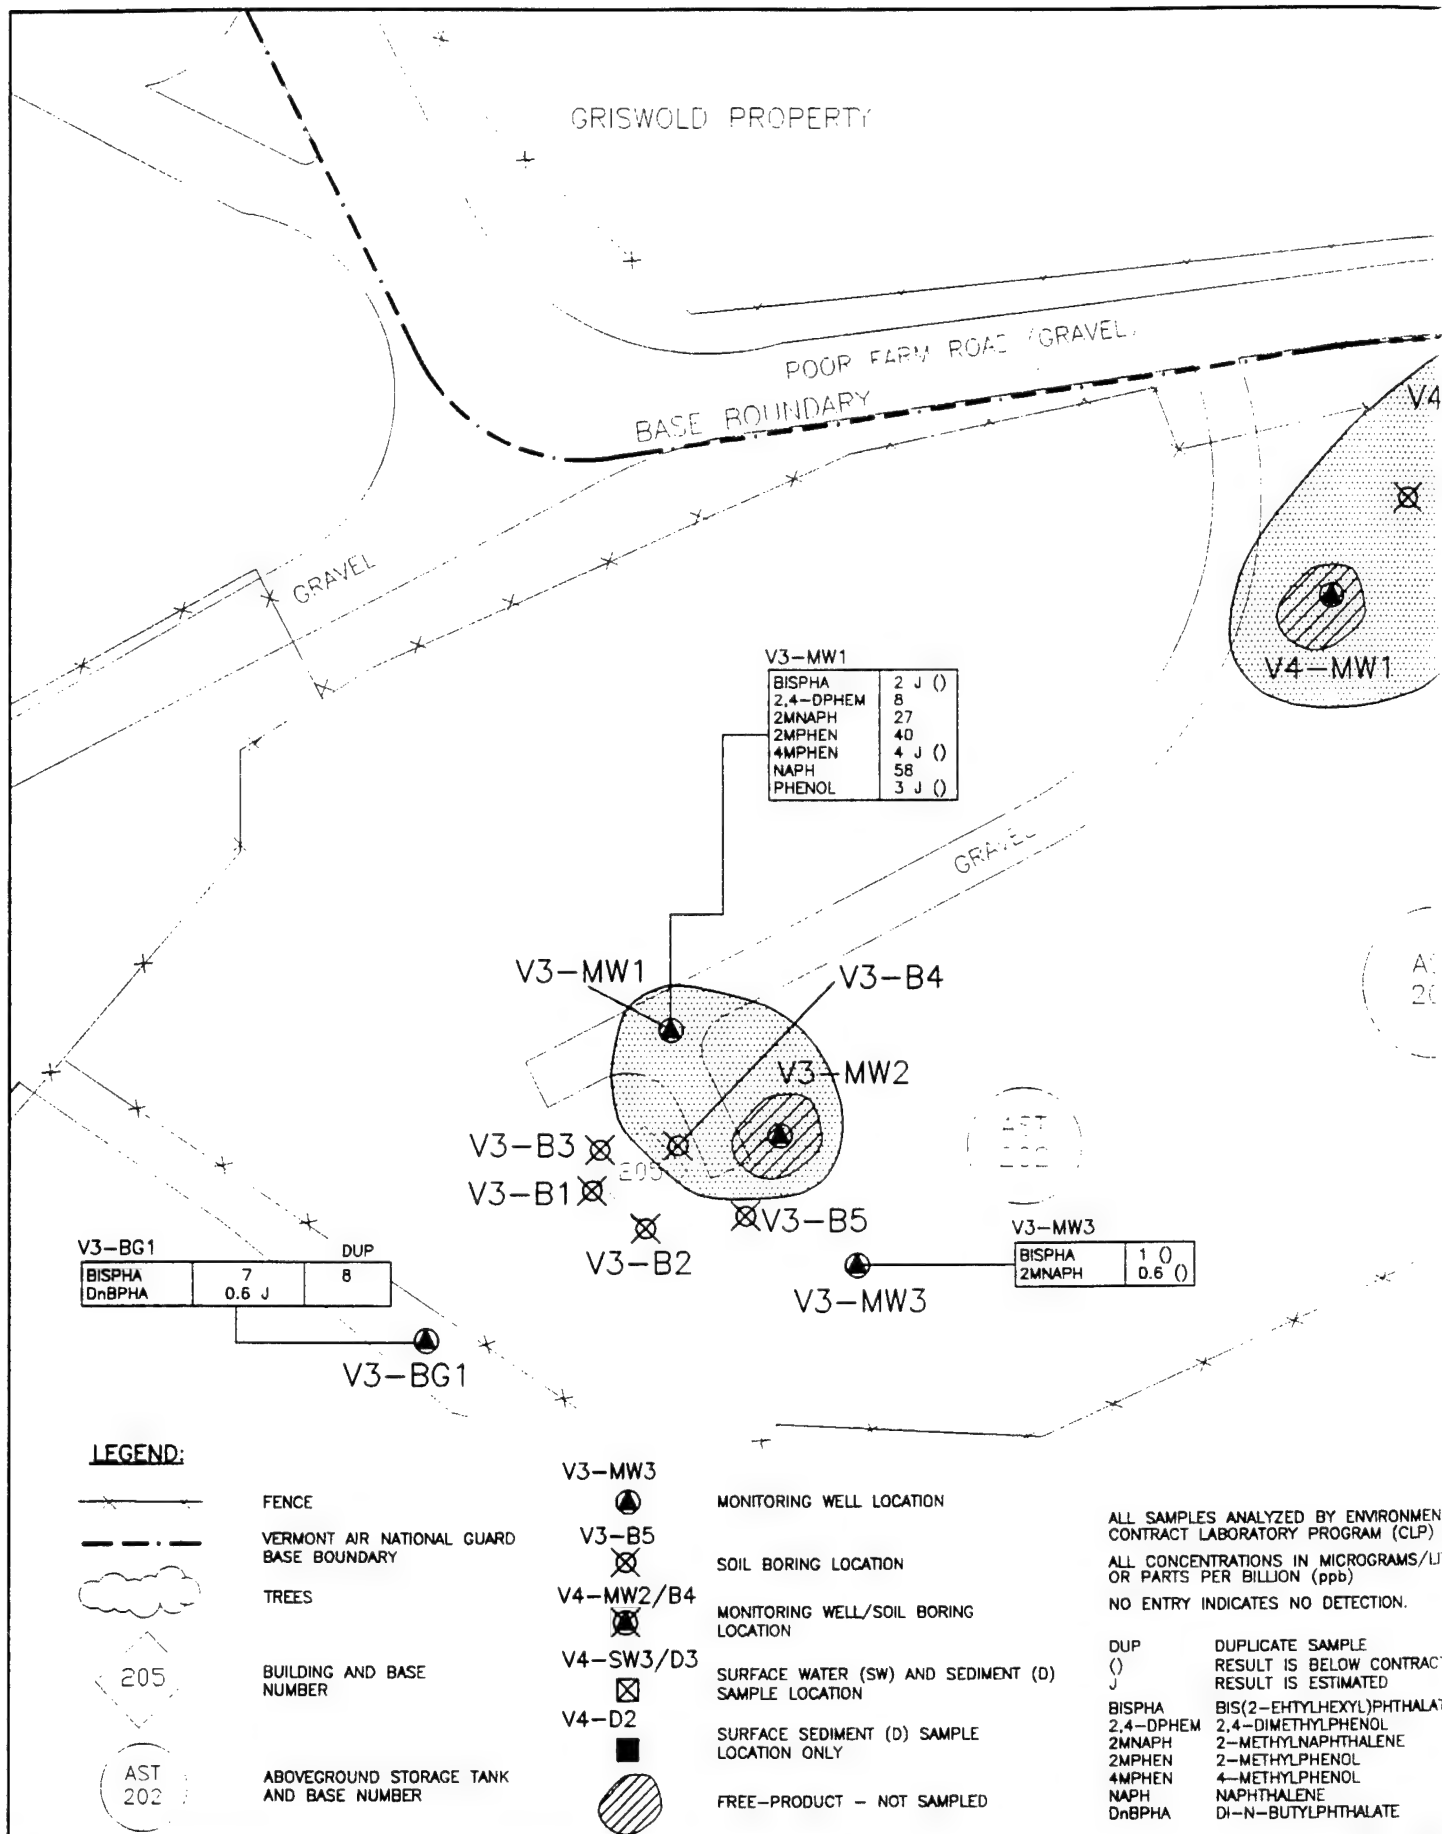 GRISWOLD PROPERTY
POOR FARM ROAD (GRAVEL)
BASE BOUNDARY
V4
GRAVEL
V4-MW1
V3-MW1
BISPHA 2 J ()
2,4-DPHEM 8
2MNAPH 27
2MPHEN 40
4MPHEN 4 J ()
NAPH 58
PHENOL 3 J ()
GRAVEL
V3-MW1
V3-B4
V3-MW2
AST
202
V3-B3
205
V3-B1
V3-B5
V3-B2
V3-MW3
V3-MW3
BISPHA 1 ()
2MNAPH 0.6 ()
V3-BG1 DUP
BISPHA 7 8
DnBPHA 0.6 J
V3-BG1
LEGEND:
FENCE
VERMONT AIR NATIONAL GUARD
BASE BOUNDARY
TREES
205
BUILDING AND BASE
NUMBER
AST
202
ABOVEGROUND STORAGE TANK
AND BASE NUMBER
V3-MW3
MONITORING WELL LOCATION
V3-B5
SOIL BORING LOCATION
V4-MW2/B4
MONITORING WELL/SOIL BORING
LOCATION
V4-SW3/D3
SURFACE WATER (SW) AND SEDIMENT (D)
SAMPLE LOCATION
V4-D2
SURFACE SEDIMENT (D) SAMPLE
LOCATION ONLY
FREE-PRODUCT - NOT SAMPLED
ALL SAMPLES ANALYZED BY ENVIRONMEN
CONTRACT LABORATORY PROGRAM (CLP)
ALL CONCENTRATIONS IN MICROGRAMS/LI
OR PARTS PER BILLION (ppb)
NO ENTRY INDICATES NO DETECTION.
DUP DUPLICATE SAMPLE
() RESULT IS BELOW CONTRACT
J RESULT IS ESTIMATED
BISPHA BIS(2-EHTYLHEXYL)PHTHALAT
2,4-DPHEM 2,4-DIMETHYLPHENOL
2MNAPH 2-METHYLNAPHTHALENE
2MPHEN 2-METHYLPHENOL
4MPHEN 4-METHYLPHENOL
NAPH NAPHTHALENE
DnBPHA DI-N-BUTYLPHTHALATE